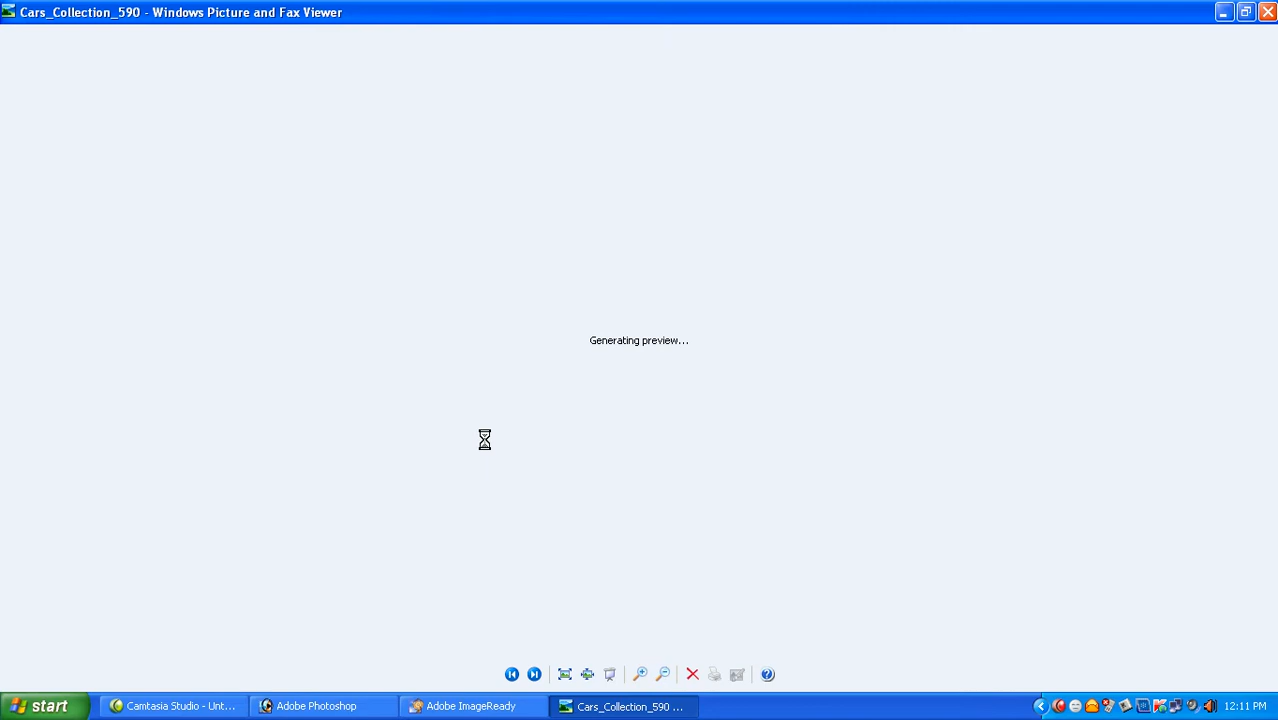 Cars_Collection_590 - Windows Picture and Fax Viewer
Generating preview...
start
Camtasia Studio - Unt...
Adobe Photoshop
Adobe ImageReady
Cars_Collection_590 ...
12:11 PM